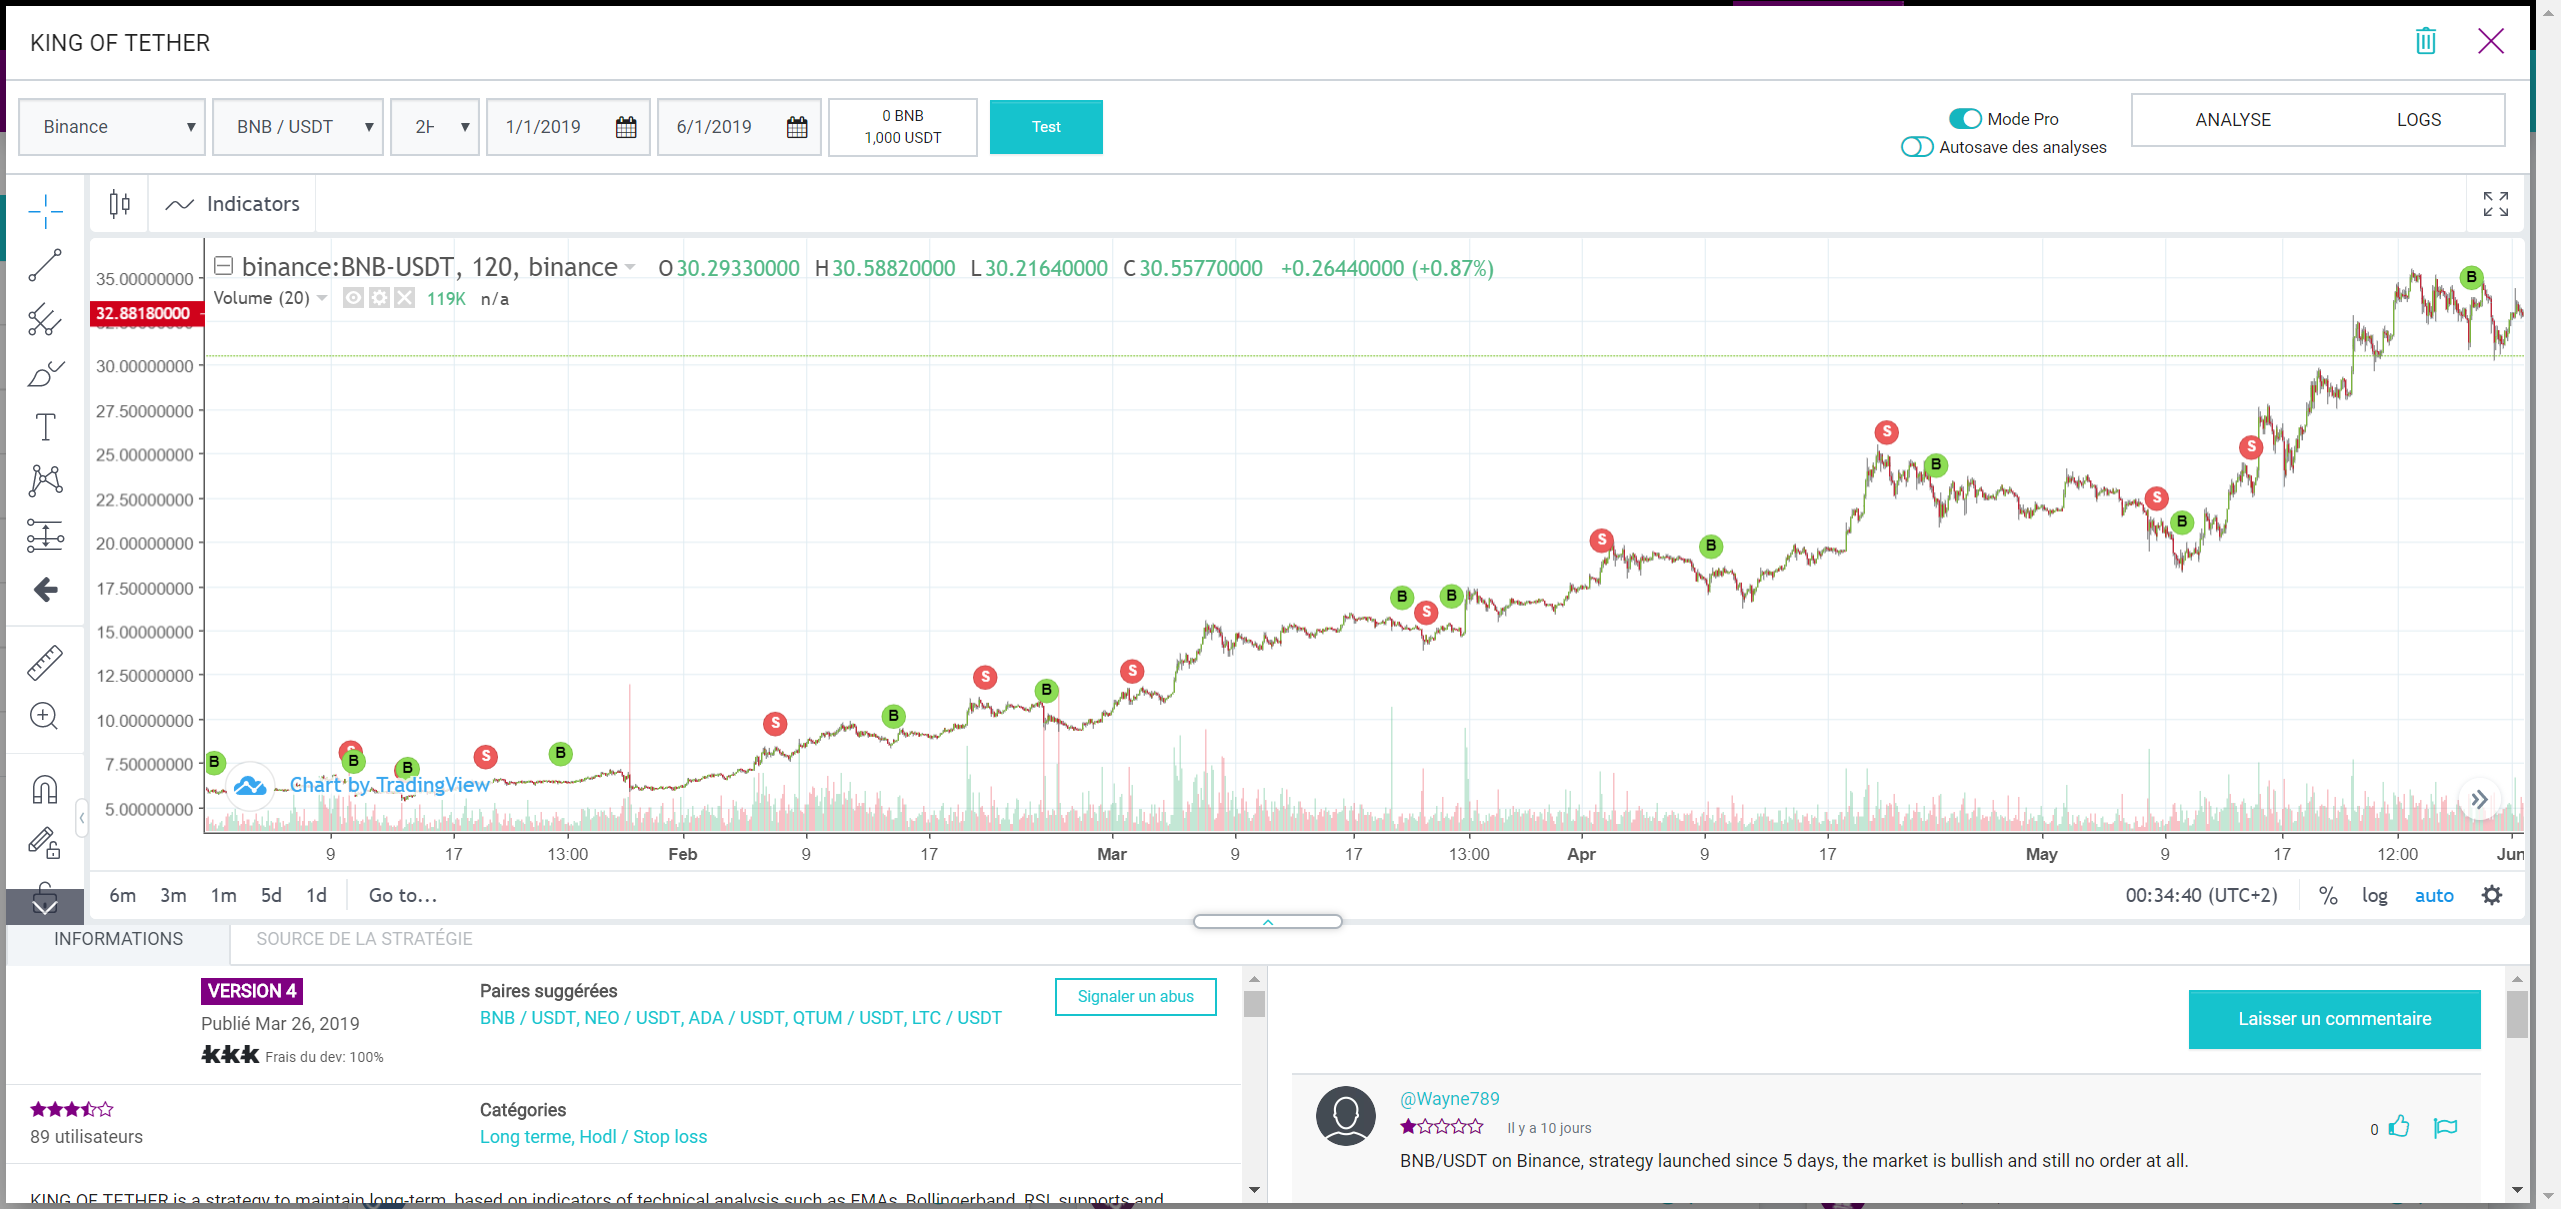 KING OF TETHER
Binance
BNB / USDT
2H
1/1/2019
6/1/2019
0 BNB
1,000 USDT
Test
Mode Pro
Autosave des analyses
ANALYSE
LOGS
Indicators
binance:BNB-USDT, 120, binance O30.29330000 H30.58820000 L30.21640000 C30.55770000 +0.26440000 (+0.87%)
Volume (20) 119K n/a
35.00000000
32.88180000
30.00000000
27.50000000
25.00000000
22.50000000
20.00000000
17.50000000
15.00000000
12.50000000
10.00000000
7.50000000
5.00000000
B
S
B
B
S
B
S
B
S
B
S
B
S
B
S
B
S
B
S
B
S
B
Chart by TradingView
9 17 13:00 Feb 9 17 Mar 9 17 13:00 Apr 9 17 May 9 17 12:00 Jun
6m 3m 1m 5d 1d Go to...
00:34:40 (UTC+2) % log auto
INFORMATIONS
SOURCE DE LA STRATÉGIE
VERSION 4
Publié Mar 26, 2019
Frais du dev: 100%
Paires suggérées
BNB / USDT, NEO / USDT, ADA / USDT, QTUM / USDT, LTC / USDT
Signaler un abus
89 utilisateurs
Catégories
Long terme, Hodl / Stop loss
KING OF TETHER is a strategy to maintain long-term, based on indicators of technical analysis such as EMAs, Bollingerband, RSI, supports and
Laisser un commentaire
@Wayne789
Il y a 10 jours
0
BNB/USDT on Binance, strategy launched since 5 days, the market is bullish and still no order at all.